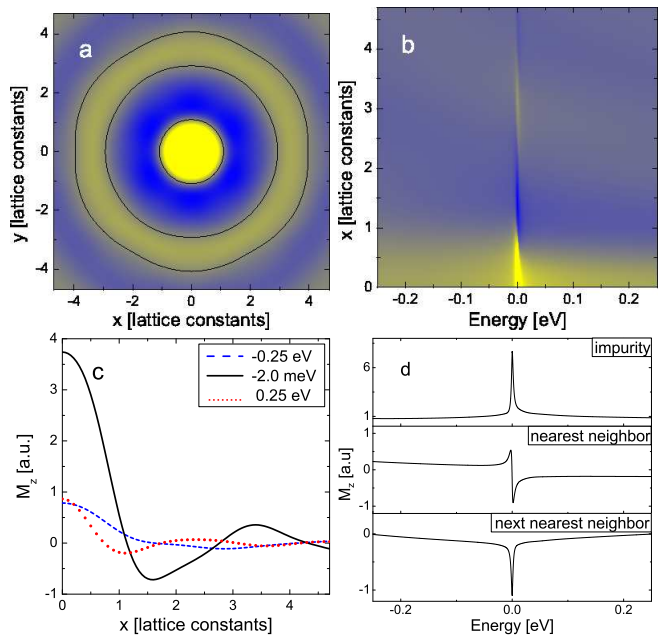 a
y [lattice constants]
4
2
0
-2
-4
-4 -2 0 2 4
x [lattice constants]
b
x [lattice constants]
4
3
2
1
0
-0.2 -0.1 0.0 0.1 0.2
Energy [eV]
c
-0.25 eV
-2.0 meV
0.25 eV
M_z [a.u.]
4
3
2
1
0
-1
0 1 2 3 4
x [lattice constants]
d
impurity
6
1
nearest neighbor
1
0
-1
M_z [a.u]
next nearest neighbor
0
-1
-0.2 0.0 0.2
Energy [eV]